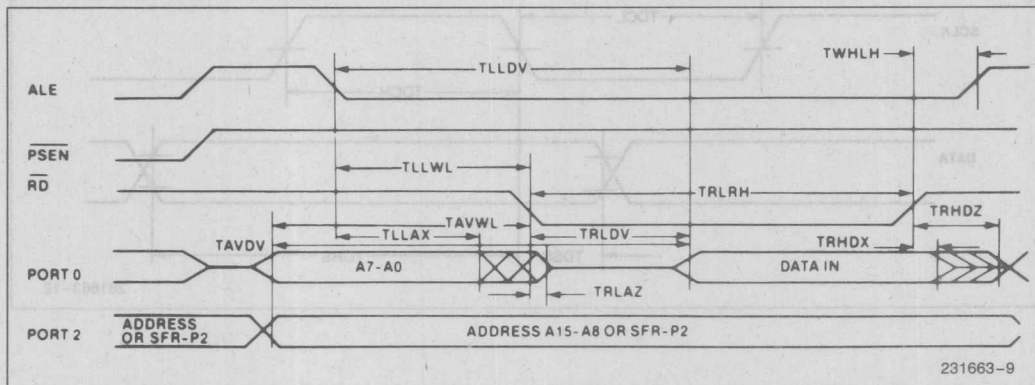 TLLDV
TWHLH
ALE
PSEN
TLLWL
RD
TRLRH
TAVWL
TRHDZ
TAVDV
TLLAX
TRLDV
TRHDX
PORT 0
A7-A0
DATA IN
TRLAZ
PORT 2
ADDRESS
OR SFR-P2
ADDRESS A15-A8 OR SFR-P2
231663-9